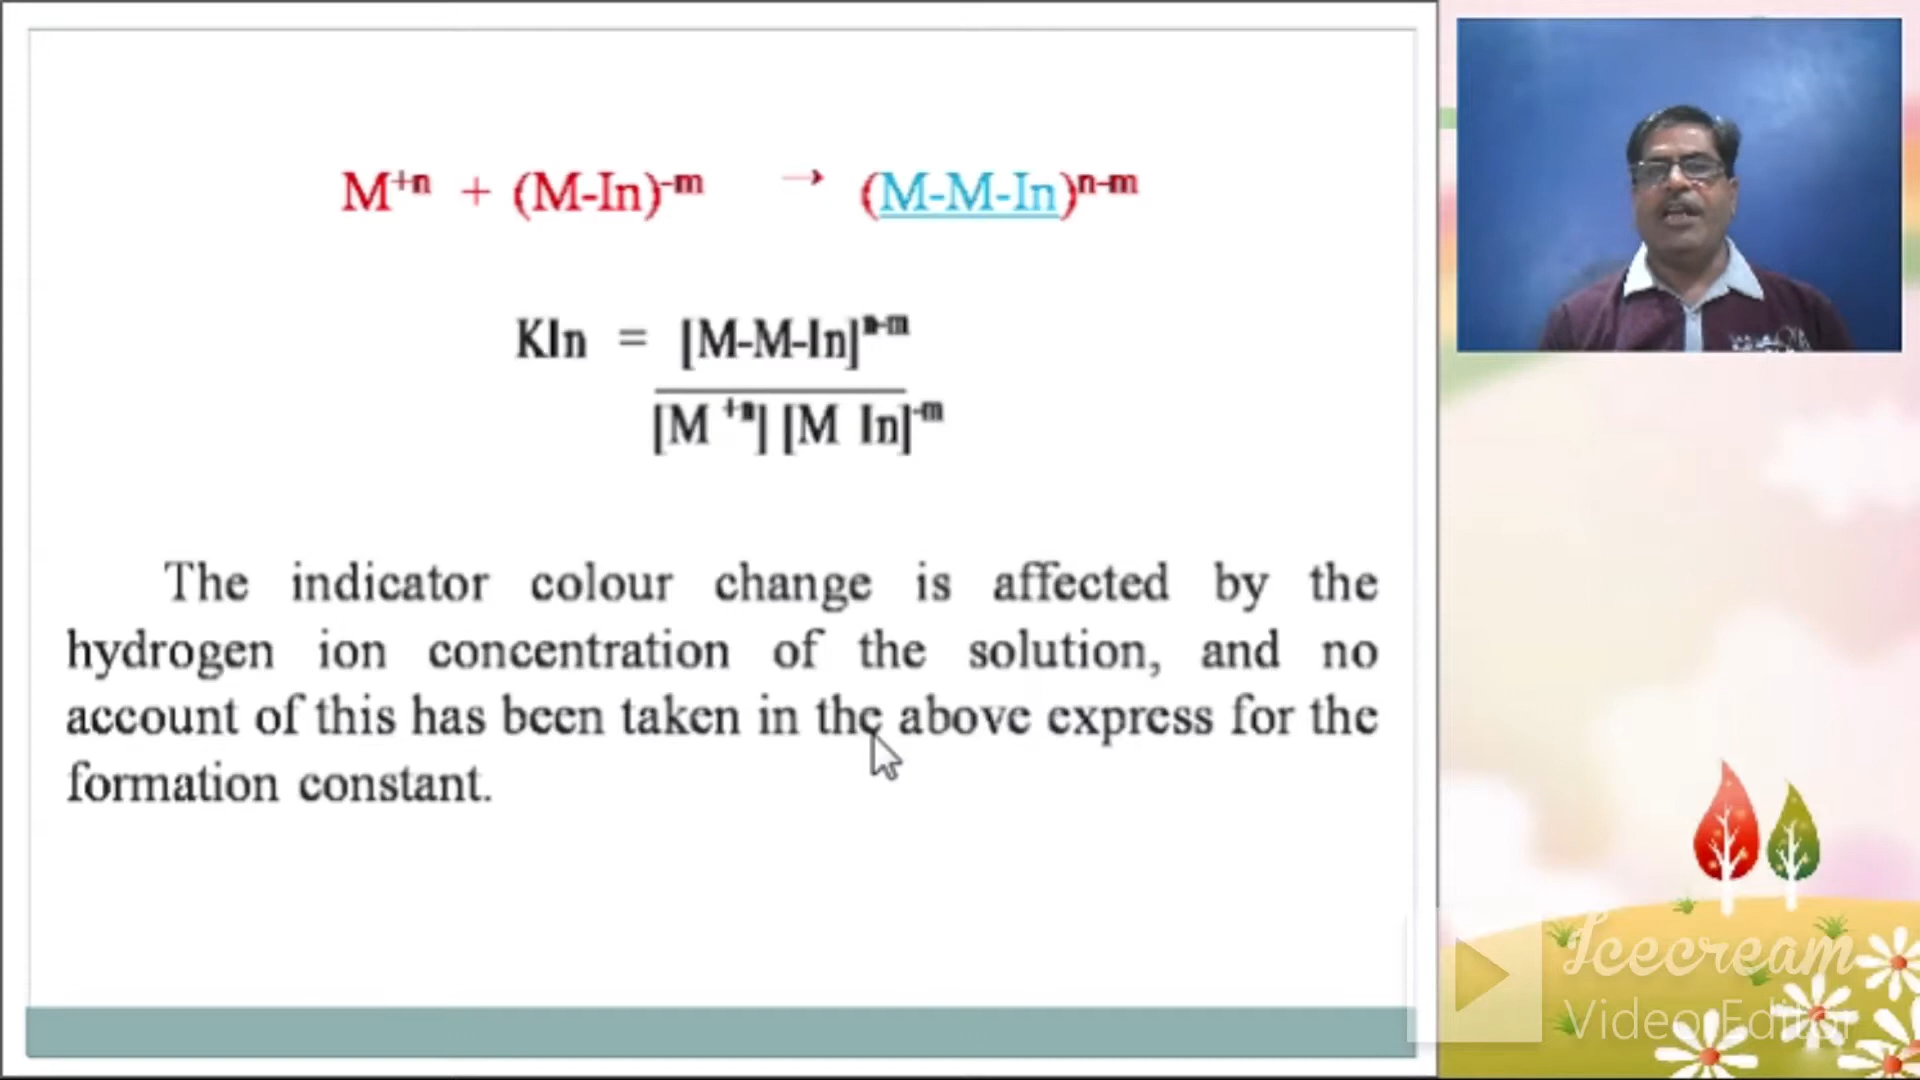 M⁺ⁿ + (M-In)⁻ᵐ → (M-M-In)ⁿ⁻ᵐ
KIn = [M-M-In]ⁿ⁻ᵐ
[M ⁺ⁿ] [M In]⁻ᵐ
The indicator colour change is affected by the
hydrogen ion concentration of the solution, and no
account of this has been taken in the above express for the
formation constant.
Icecream
Video Editor